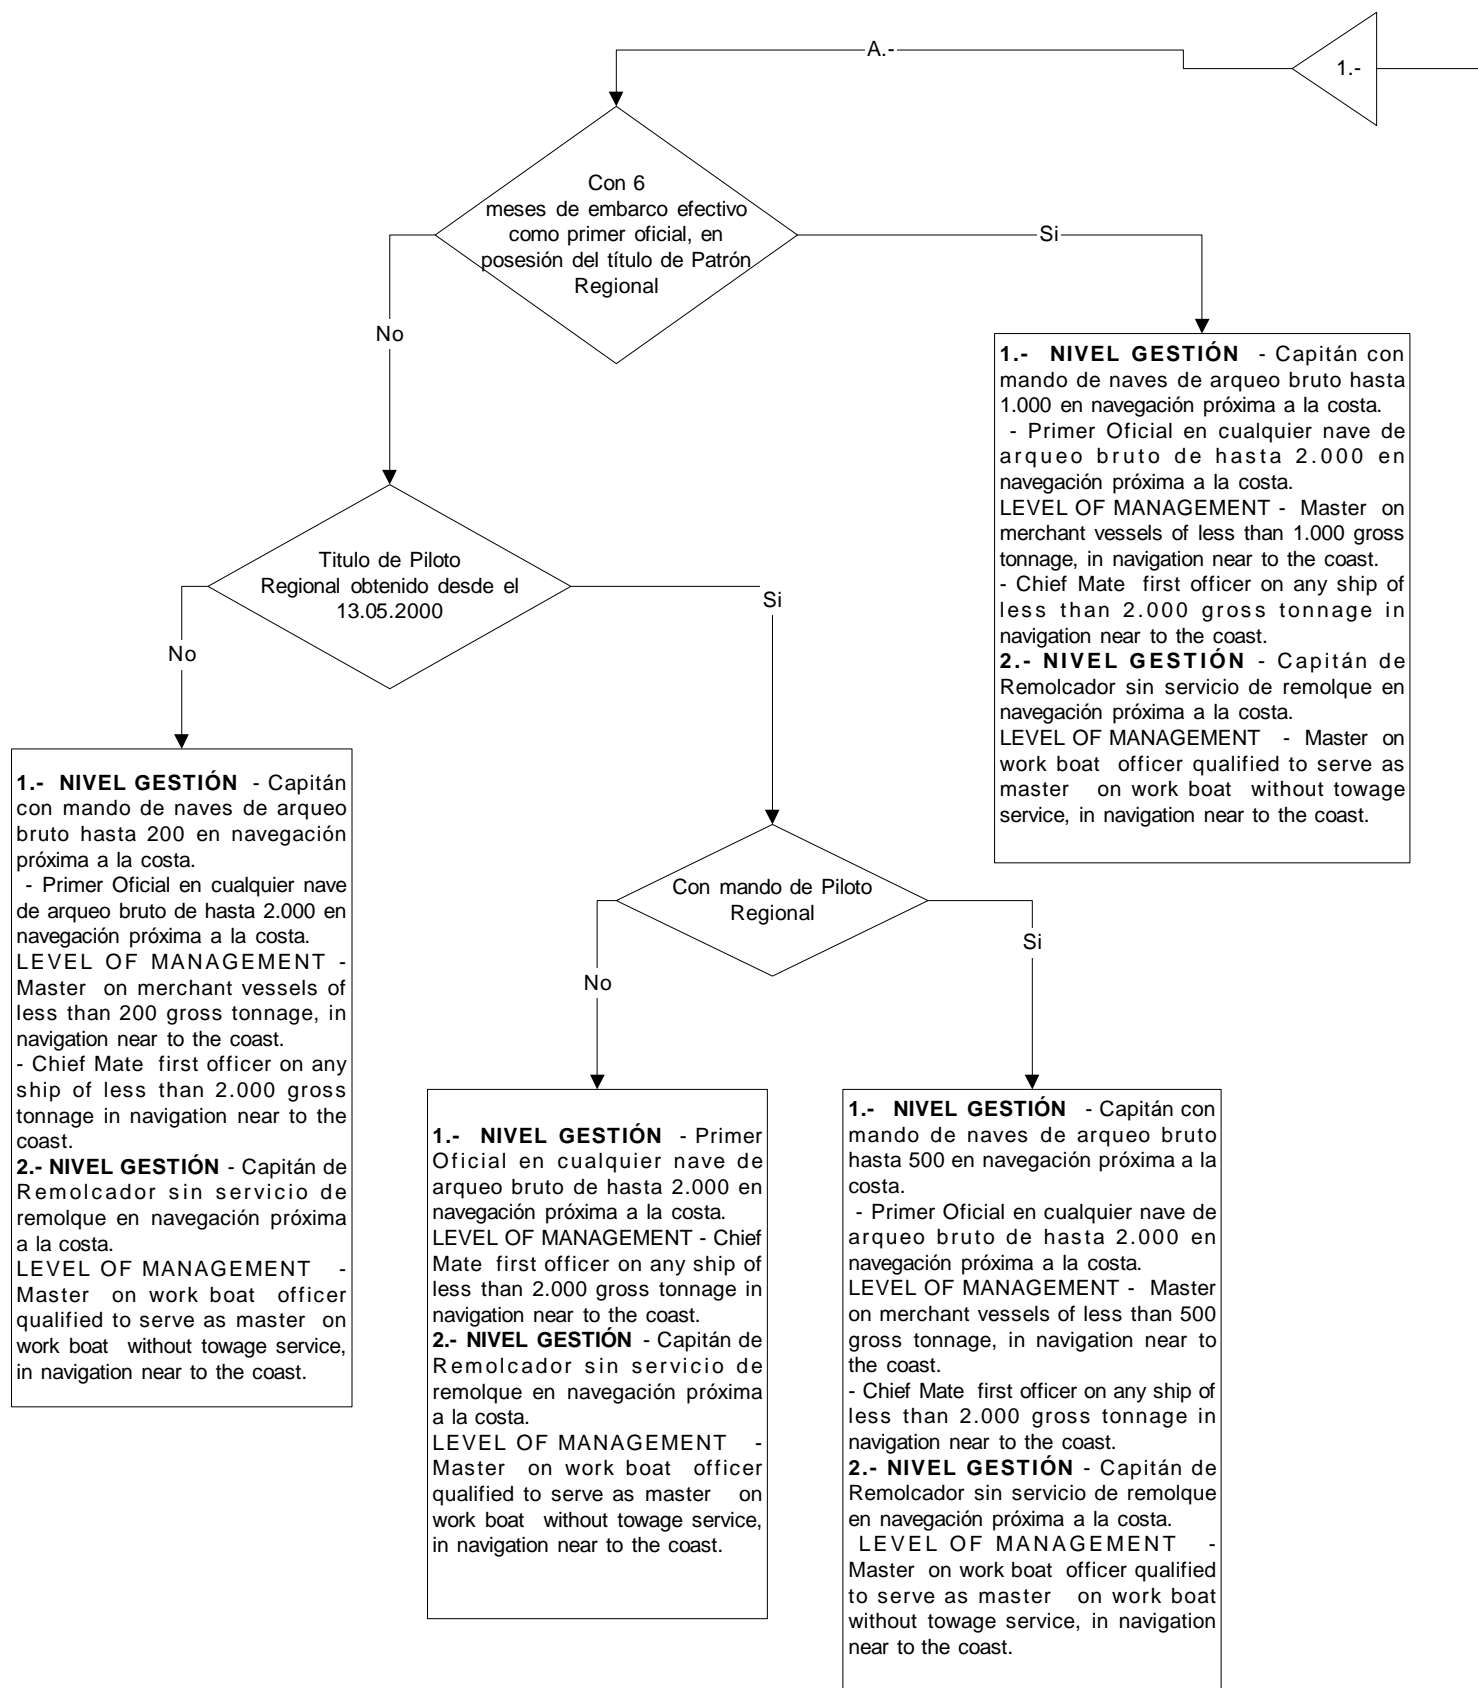 A.-
1.-
Con 6
meses de embarco efectivo
como primer oficial, en
posesión del título de Patrón
Regional
Si
No
1.- NIVEL GESTIÓN - Capitán con
mando de naves de arqueo bruto hasta
1.000 en navegación próxima a la costa.
- Primer Oficial en cualquier nave de
arqueo bruto de hasta 2.000 en
navegación próxima a la costa.
LEVEL OF MANAGEMENT - Master on
merchant vessels of less than 1.000 gross
tonnage, in navigation near to the coast.
- Chief Mate first officer on any ship of
less than 2.000 gross tonnage in
navigation near to the coast.
2.- NIVEL GESTIÓN - Capitán de
Remolcador sin servicio de remolque en
navegación próxima a la costa.
LEVEL OF MANAGEMENT - Master on
work boat officer qualified to serve as
master on work boat without towage
service, in navigation near to the coast.
Titulo de Piloto
Regional obtenido desde el
13.05.2000
Si
No
1.- NIVEL GESTIÓN - Capitán
con mando de naves de arqueo
bruto hasta 200 en navegación
próxima a la costa.
- Primer Oficial en cualquier nave
de arqueo bruto de hasta 2.000 en
navegación próxima a la costa.
LEVEL OF MANAGEMENT -
Master on merchant vessels of
less than 200 gross tonnage, in
navigation near to the coast.
- Chief Mate first officer on any
ship of less than 2.000 gross
tonnage in navigation near to the
coast.
2.- NIVEL GESTIÓN - Capitán de
Remolcador sin servicio de
remolque en navegación próxima
a la costa.
LEVEL OF MANAGEMENT -
Master on work boat officer
qualified to serve as master on
work boat without towage service,
in navigation near to the coast.
Con mando de Piloto
Regional
Si
No
1.- NIVEL GESTIÓN - Primer
Oficial en cualquier nave de
arqueo bruto de hasta 2.000 en
navegación próxima a la costa.
LEVEL OF MANAGEMENT - Chief
Mate first officer on any ship of
less than 2.000 gross tonnage in
navigation near to the coast.
2.- NIVEL GESTIÓN - Capitán de
Remolcador sin servicio de
remolque en navegación próxima
a la costa.
LEVEL OF MANAGEMENT -
Master on work boat officer
qualified to serve as master on
work boat without towage service,
in navigation near to the coast.
1.- NIVEL GESTIÓN - Capitán con
mando de naves de arqueo bruto
hasta 500 en navegación próxima a la
costa.
- Primer Oficial en cualquier nave de
arqueo bruto de hasta 2.000 en
navegación próxima a la costa.
LEVEL OF MANAGEMENT - Master
on merchant vessels of less than 500
gross tonnage, in navigation near to
the coast.
- Chief Mate first officer on any ship of
less than 2.000 gross tonnage in
navigation near to the coast.
2.- NIVEL GESTIÓN - Capitán de
Remolcador sin servicio de remolque
en navegación próxima a la costa.
LEVEL OF MANAGEMENT -
Master on work boat officer qualified
to serve as master on work boat
without towage service, in navigation
near to the coast.